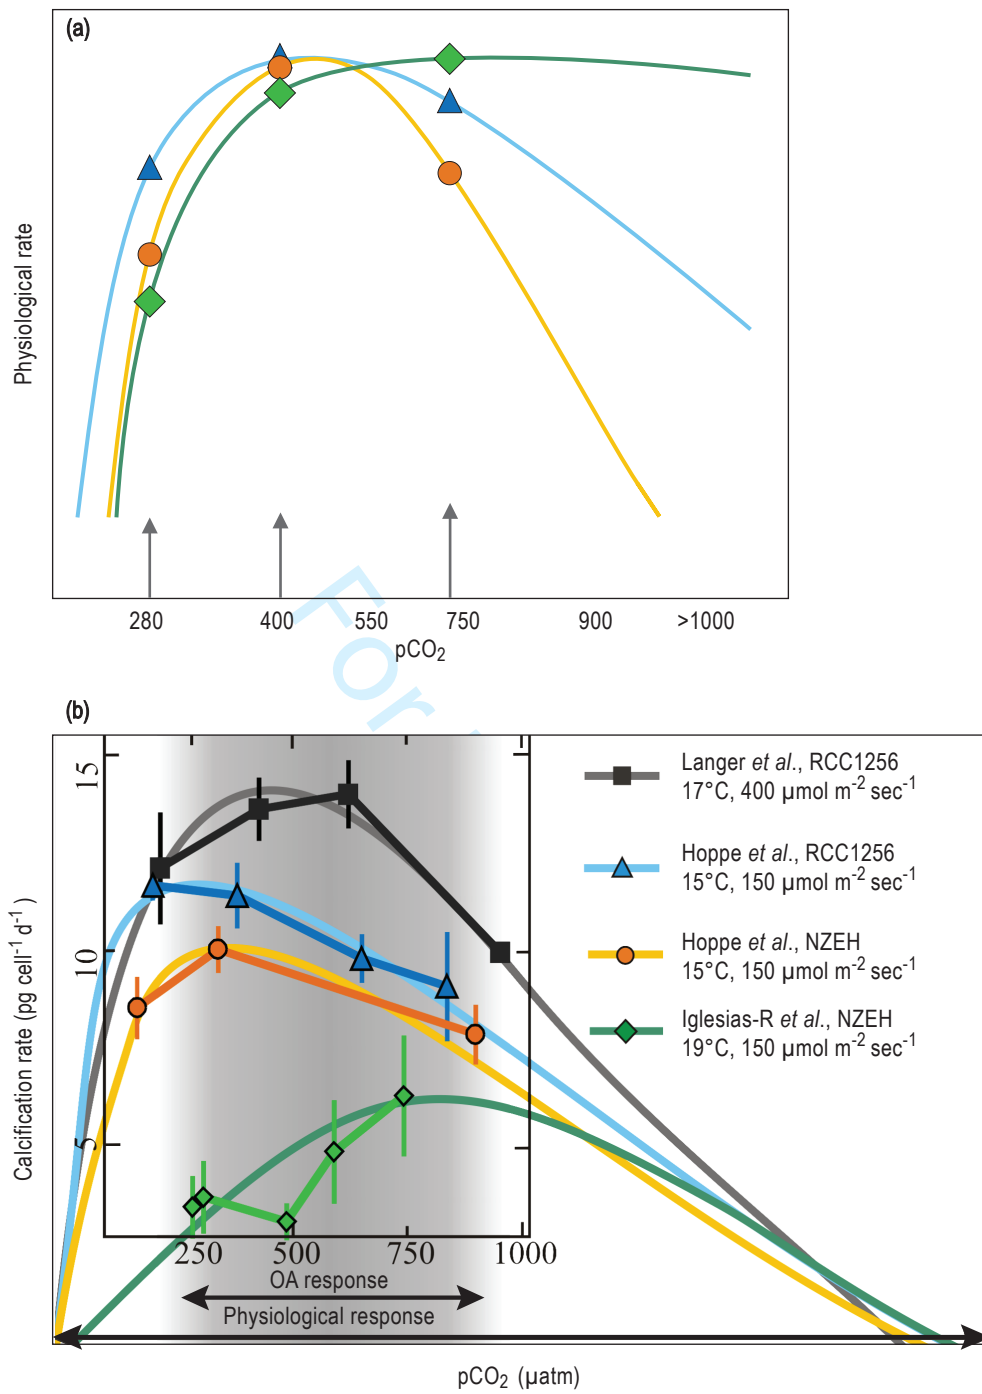 (a)
Physiological rate
280 400 550 750 900 >1000
pCO₂
For
(b)
15
10
5
Calcification rate (pg cell⁻¹ d⁻¹)
Langer et al., RCC1256
17°C, 400 µmol m⁻² sec⁻¹
Hoppe et al., RCC1256
15°C, 150 µmol m⁻² sec⁻¹
Hoppe et al., NZEH
15°C, 150 µmol m⁻² sec⁻¹
Iglesias-R et al., NZEH
19°C, 150 µmol m⁻² sec⁻¹
250 500 750 1000
OA response
Physiological response
pCO₂ (µatm)